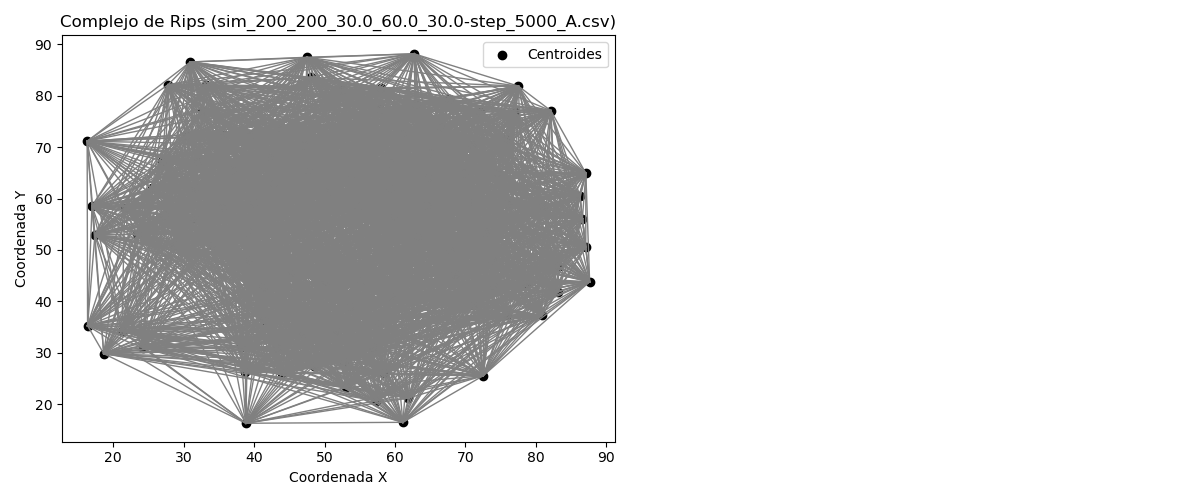 Complejo de Rips (sim_200_200_30.0_60.0_30.0-step_5000_A.csv)
Centroides
90
80
70
60
50
40
30
20
Coordenada Y
20 30 40 50 60 70 80 90
Coordenada X